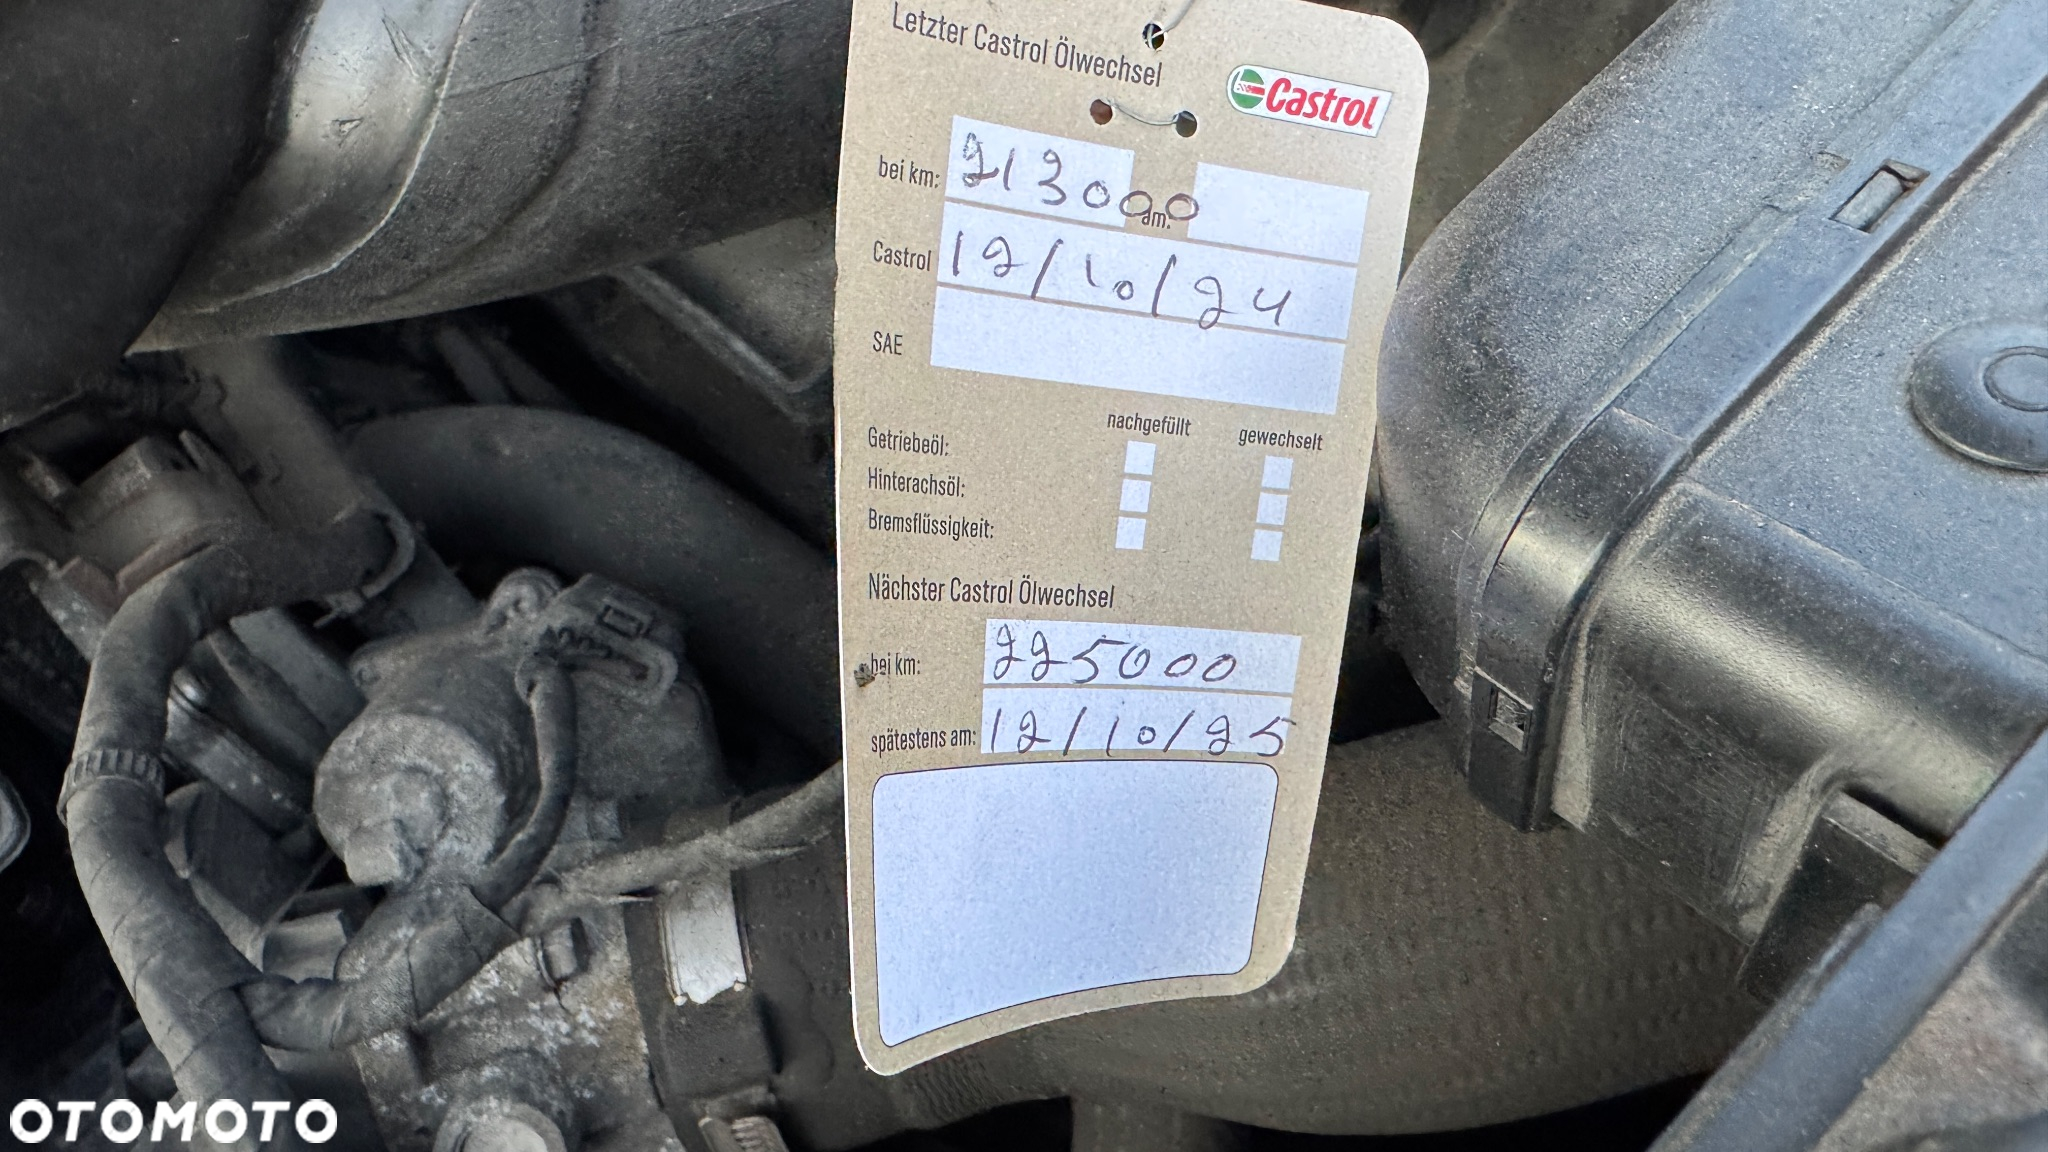 Letzter Castrol Ölwechsel
Castrol
bei km: 213000 am:
Castrol 12/10/24
SAE
nachgefüllt gewechselt
Getriebeöl:
Hinterachsöl:
Bremsflüssigkeit:
Nächster Castrol Ölwechsel
bei km: 225000
spätestens am: 12/10/25
OTOMOTO